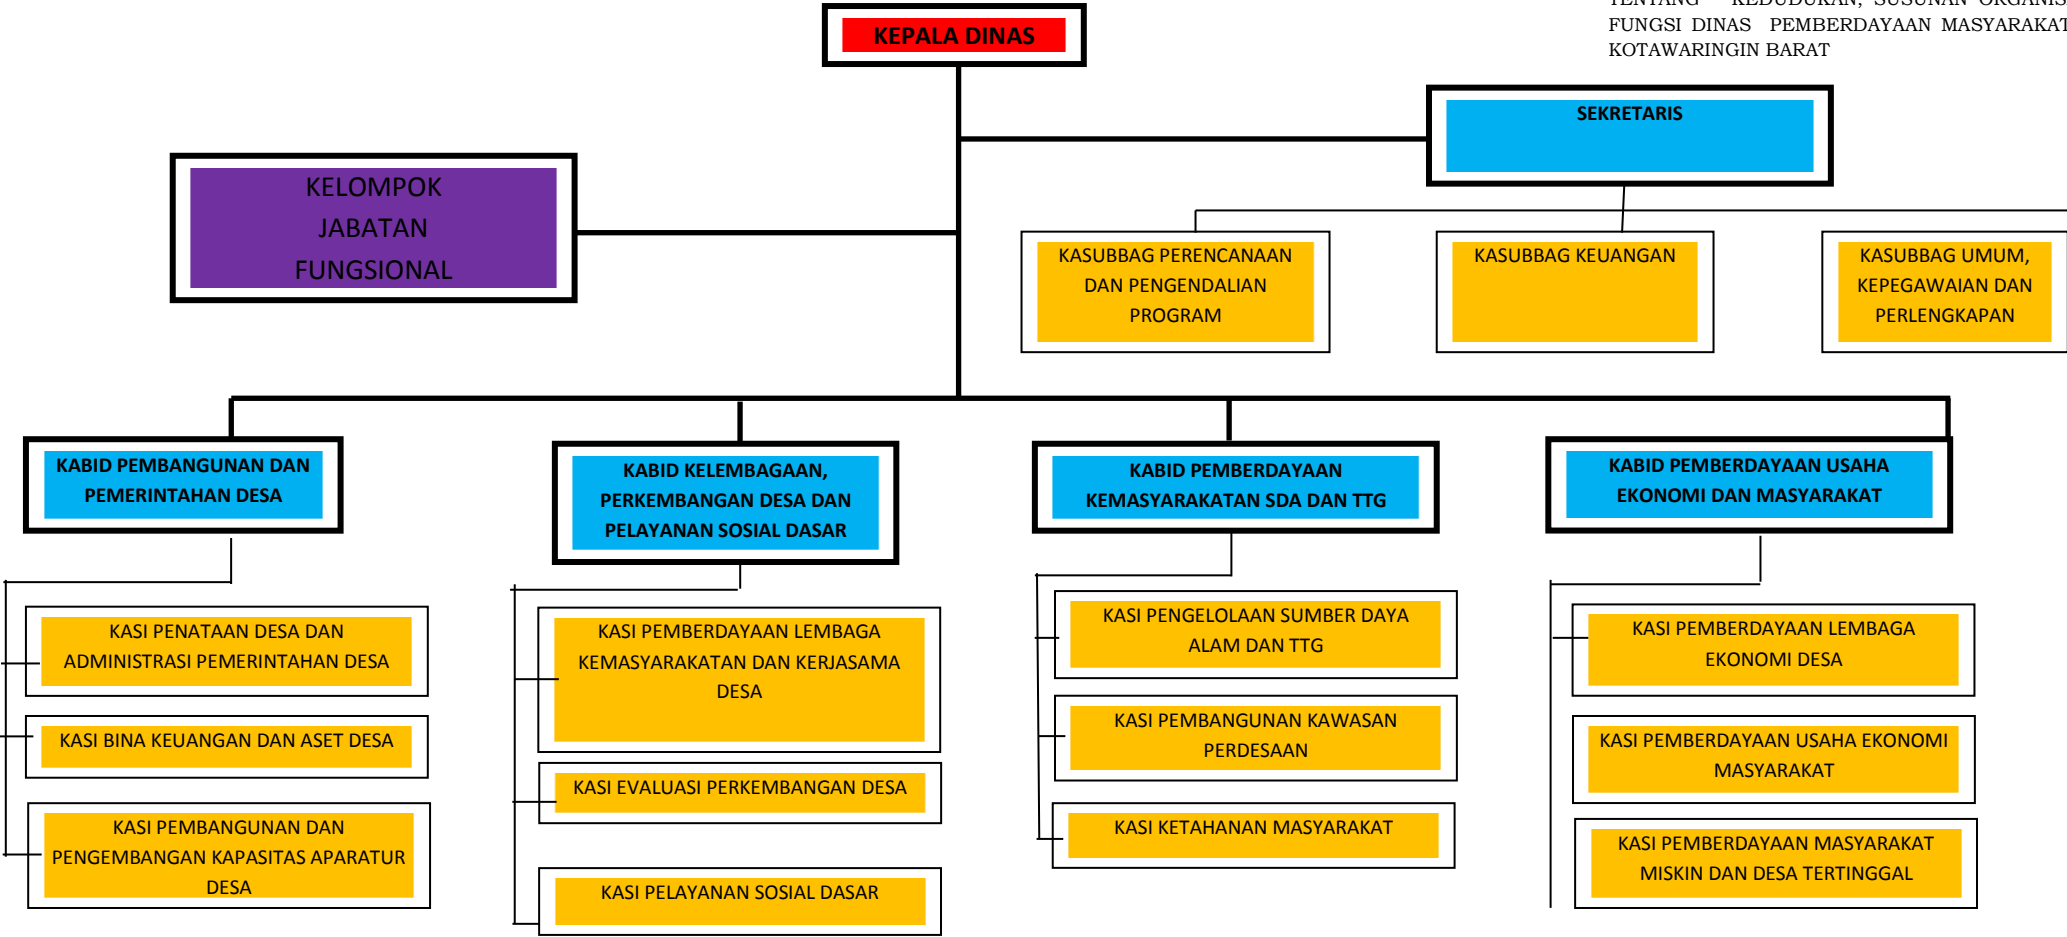 TENTANG KEDUDUKAN, SUSUNAN
FUNGSI DINAS PEMBERDAYAAN MASYARAKAT
KOTAWARINGIN BARAT
KEPALA DINAS
SEKRETARIS
KELOMPOK
JABATAN
FUNGSIONAL
KASUBBAG PERENCANAAN
DAN PENGENDALIAN
PROGRAM
KASUBBAG KEUANGAN
KASUBBAG UMUM,
KEPEGAWAIAN DAN
PERLENGKAPAN
KABID PEMBANGUNAN DAN
PEMERINTAHAN DESA
KABID KELEMBAGAAN,
PERKEMBANGAN DESA DAN
PELAYANAN SOSIAL DASAR
KABID PEMBERDAYAAN
KEMASYARAKATAN SDA DAN TTG
KABID PEMBERDAYAAN USAHA
EKONOMI DAN MASYARAKAT
KASI PENATAAN DESA DAN
ADMINISTRASI PEMERINTAHAN DESA
KASI BINA KEUANGAN DAN ASET DESA
KASI PEMBANGUNAN DAN
PENGEMBANGAN KAPASITAS APARATUR
DESA
KASI PEMBERDAYAAN LEMBAGA
KEMASYARAKATAN DAN KERJASAMA
DESA
KASI EVALUASI PERKEMBANGAN DESA
KASI PELAYANAN SOSIAL DASAR
KASI PENGELOLAAN SUMBER DAYA
ALAM DAN TTG
KASI PEMBANGUNAN KAWASAN
PERDESAAN
KASI KETAHANAN MASYARAKAT
KASI PEMBERDAYAAN LEMBAGA
EKONOMI DESA
KASI PEMBERDAYAAN USAHA EKONOMI
MASYARAKAT
KASI PEMBERDAYAAN MASYARAKAT
MISKIN DAN DESA TERTINGGAL